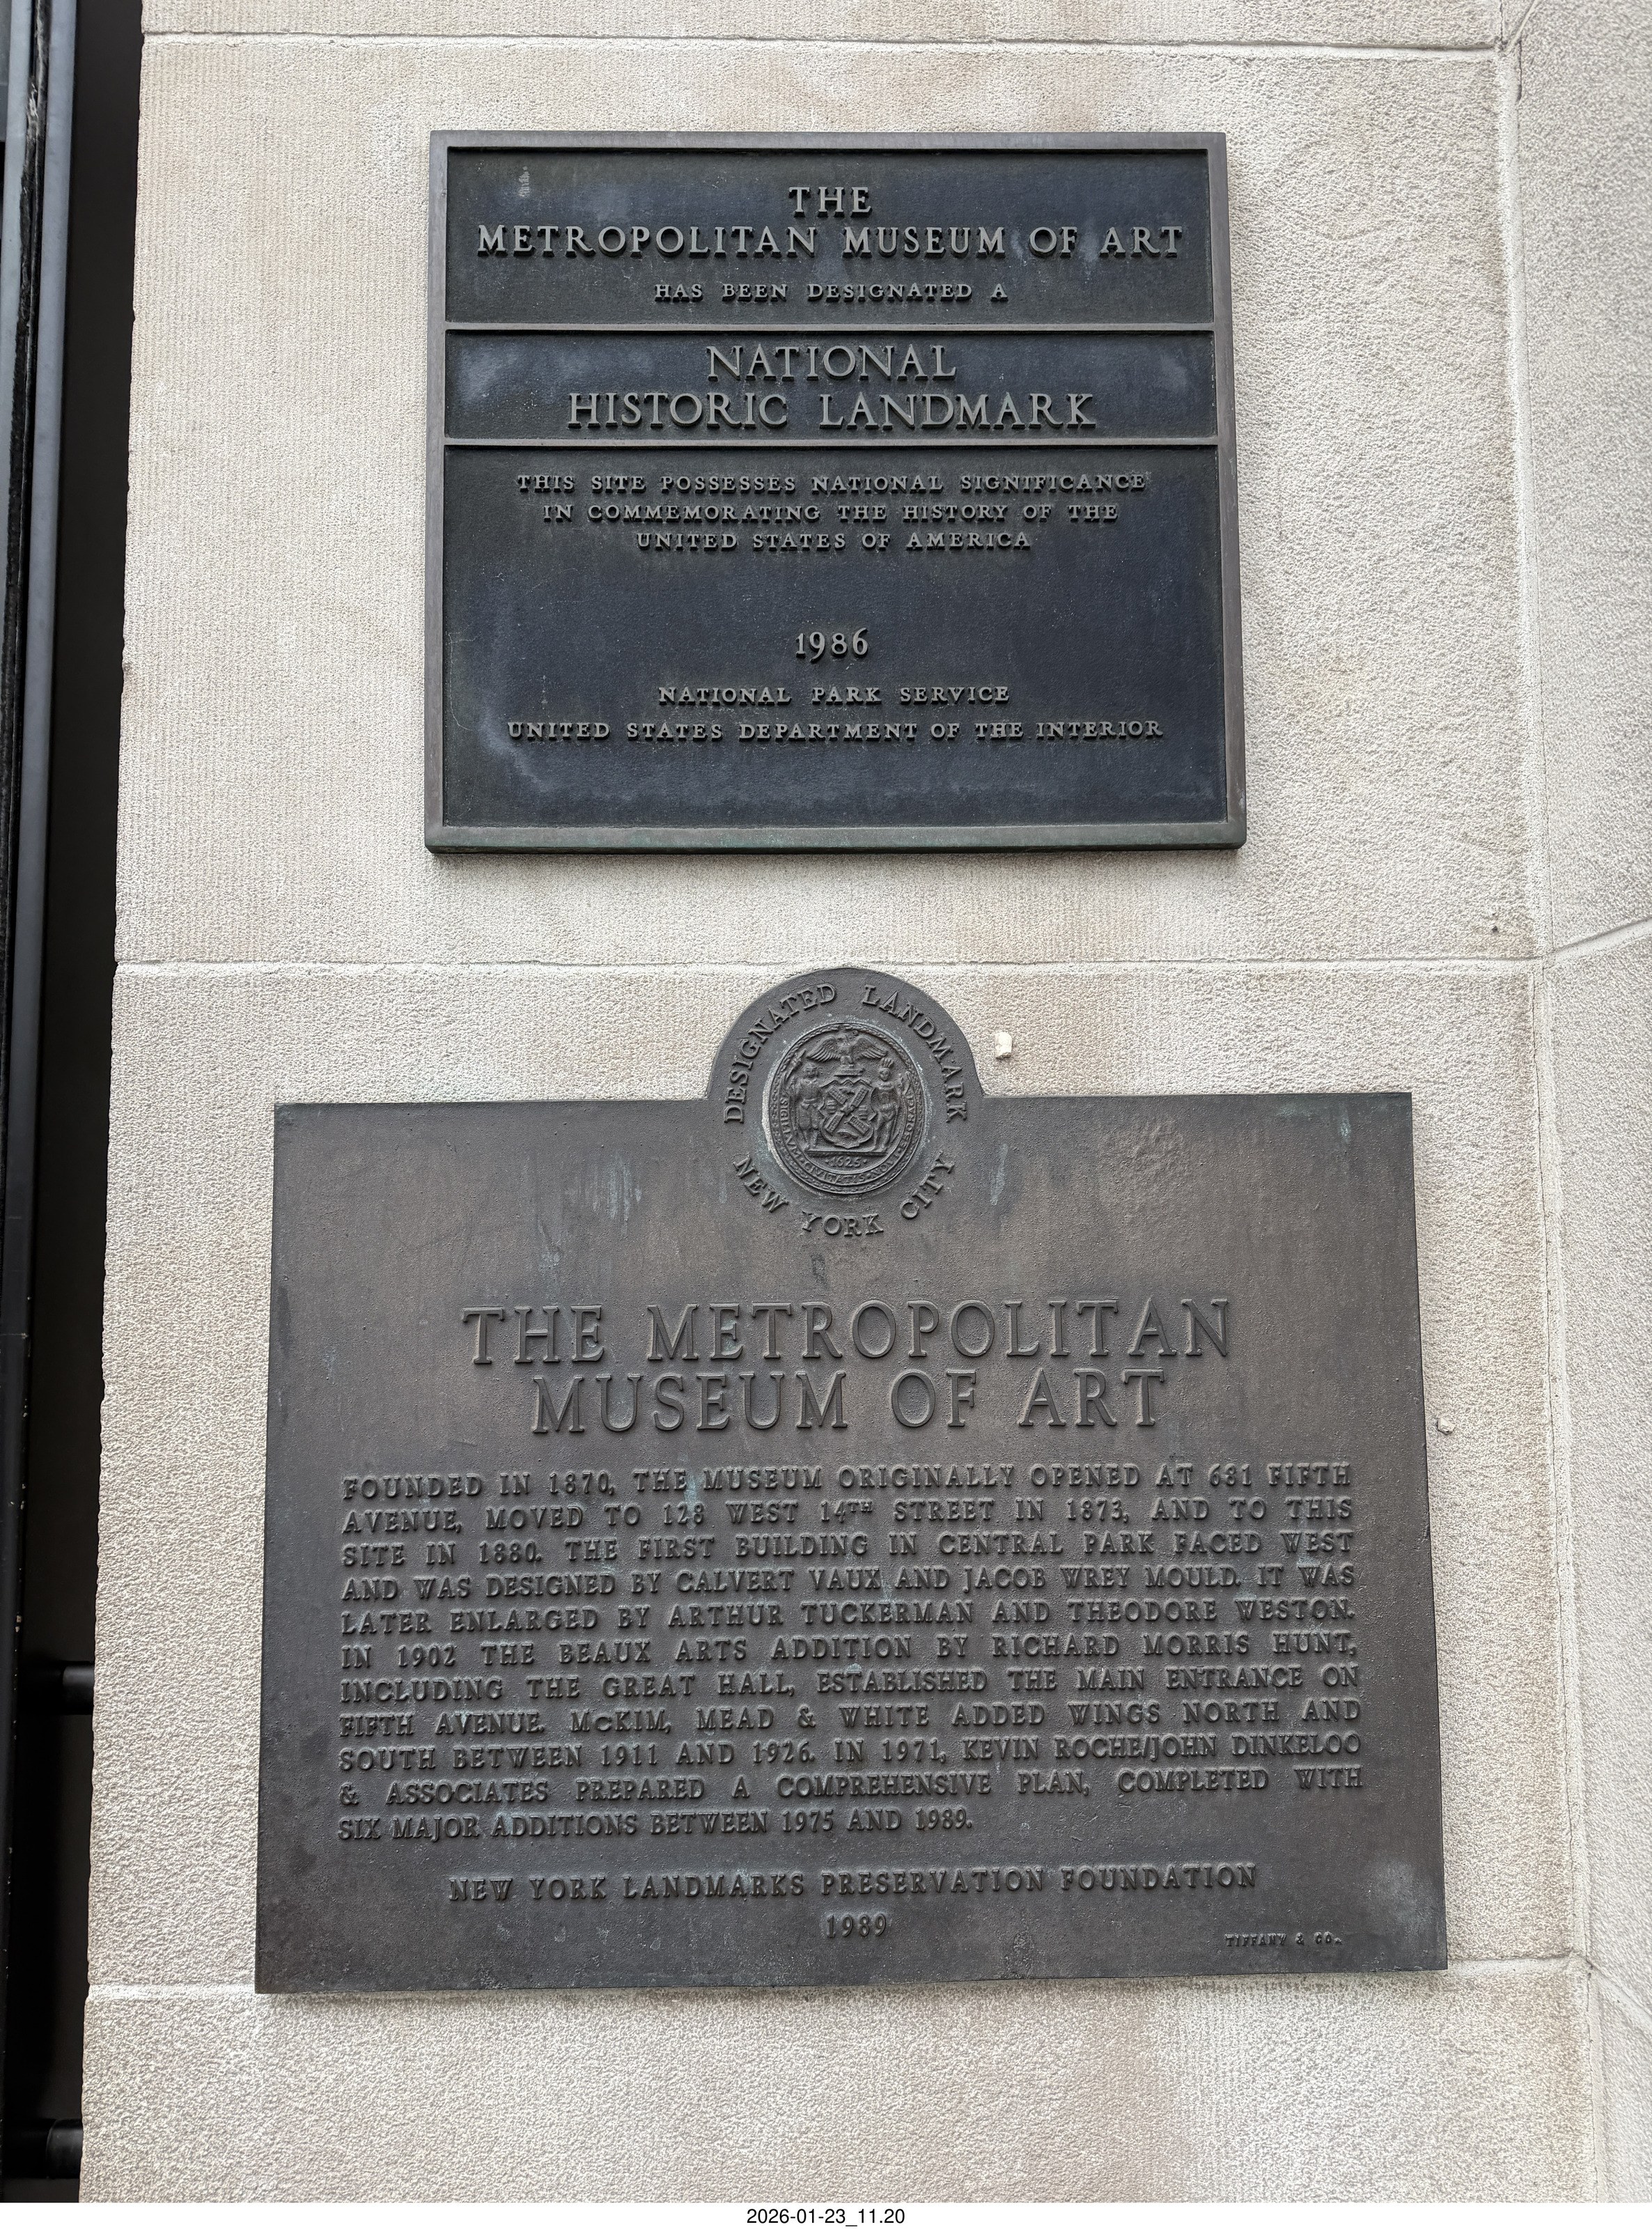 THE
METROPOLITAN MUSEUM OF ART
HAS BEEN DESIGNATED A
NATIONAL
HISTORIC LANDMARK
THIS SITE POSSESSES NATIONAL SIGNIFICANCE
IN COMMEMORATING THE HISTORY OF THE
UNITED STATES OF AMERICA
1986
NATIONAL PARK SERVICE
UNITED STATES DEPARTMENT OF THE INTERIOR
DESIGNATED LANDMARK
NEW YORK CITY
1625
THE METROPOLITAN
MUSEUM OF ART
FOUNDED IN 1870, THE MUSEUM ORIGINALLY OPENED AT 681 FIFTH
AVENUE, MOVED TO 128 WEST 14TH STREET IN 1873, AND TO THIS
SITE IN 1880. THE FIRST BUILDING IN CENTRAL PARK FACED WEST
AND WAS DESIGNED BY CALVERT VAUX AND JACOB WREY MOULD. IT WAS
LATER ENLARGED BY ARTHUR TUCKERMAN AND THEODORE WESTON.
IN 1902 THE BEAUX ARTS ADDITION BY RICHARD MORRIS HUNT,
INCLUDING THE GREAT HALL, ESTABLISHED THE MAIN ENTRANCE ON
FIFTH AVENUE. McKIM, MEAD & WHITE ADDED WINGS NORTH AND
SOUTH BETWEEN 1911 AND 1926. IN 1971, KEVIN ROCHE/JOHN DINKELOO
& ASSOCIATES PREPARED A COMPREHENSIVE PLAN, COMPLETED WITH
SIX MAJOR ADDITIONS BETWEEN 1975 AND 1989.
NEW YORK LANDMARKS PRESERVATION FOUNDATION
1989
TIFFANY & CO.
2026-01-23_11.20